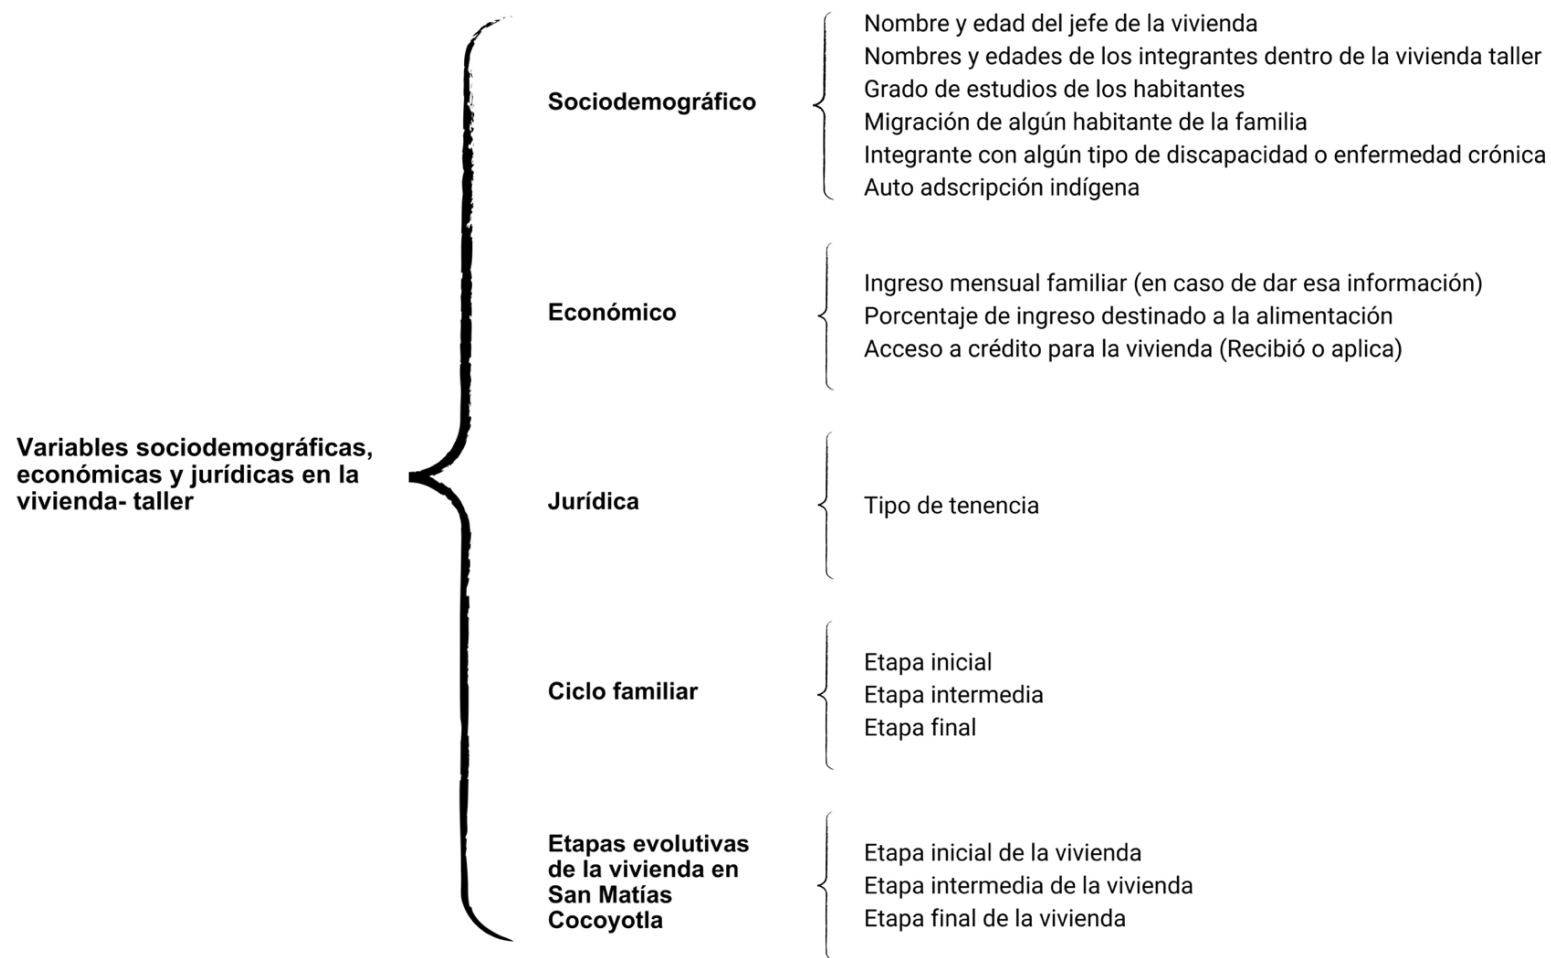 Variables sociodemográficas,
económicas y jurídicas en la
vivienda- taller
Sociodemográfico
Nombre y edad del jefe de la vivienda
Nombres y edades de los integrantes dentro de la vivienda taller
Grado de estudios de los habitantes
Migración de algún habitante de la familia
Integrante con algún tipo de discapacidad o enfermedad crónica
Auto adscripción indígena
Económico
Ingreso mensual familiar (en caso de dar esa información)
Porcentaje de ingreso destinado a la alimentación
Acceso a crédito para la vivienda (Recibió o aplica)
Jurídica
Tipo de tenencia
Ciclo familiar
Etapa inicial
Etapa intermedia
Etapa final
Etapas evolutivas
de la vivienda en
San Matías
Cocoyotla
Etapa inicial de la vivienda
Etapa intermedia de la vivienda
Etapa final de la vivienda